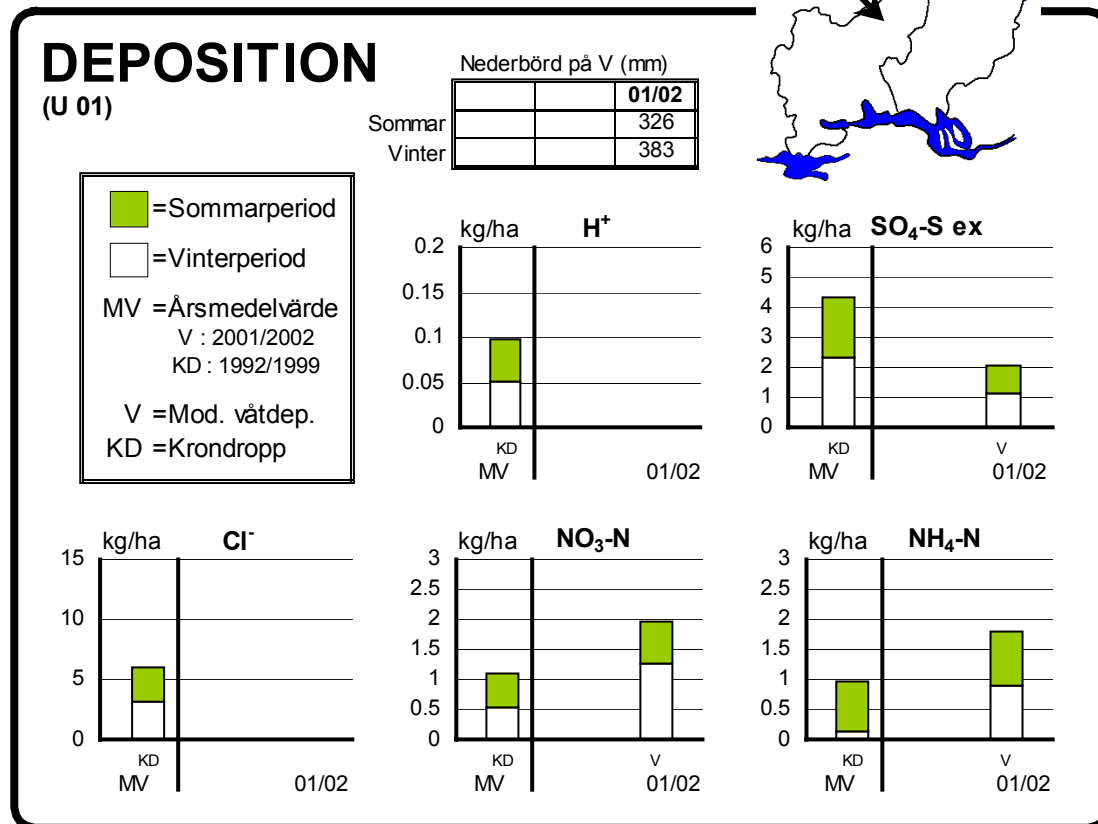 DEPOSITION
(U 01)
Nederbörd på V (mm)
01/02
Sommar 326
Vinter 383
=Sommarperiod
=Vinterperiod
MV =Årsmedelvärde
V : 2001/2002
KD : 1992/1999
V =Mod. våtdep.
KD =Krondropp
kg/ha H⁺
0.2
0.15
0.1
0.05
0
KD
MV 01/02
kg/ha SO₄-S ex
6
5
4
3
2
1
0
KD V
MV 01/02
kg/ha Cl⁻
15
10
5
0
KD
MV 01/02
kg/ha NO₃-N
3
2.5
2
1.5
1
0.5
0
KD V
MV 01/02
kg/ha NH₄-N
3
2.5
2
1.5
1
0.5
0
KD V
MV 01/02